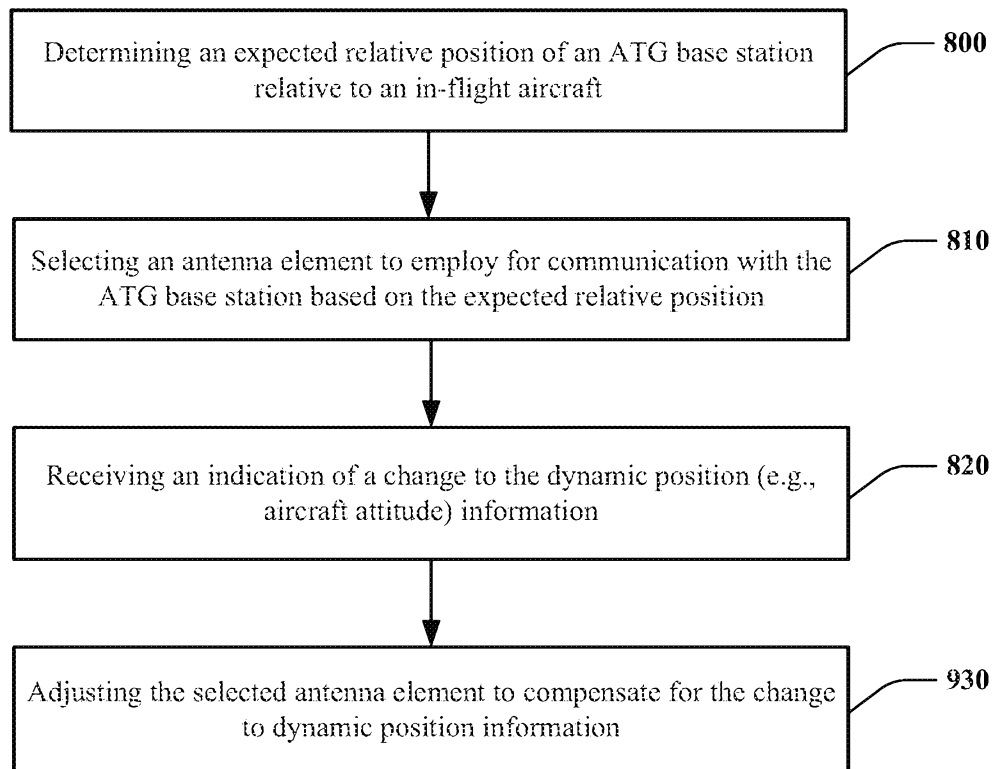 Determining an expected relative position of an ATG base station
relative to an in-flight aircraft
800
Selecting an antenna element to employ for communication with the
ATG base station based on the expected relative position
810
Receiving an indication of a change to the dynamic position (e.g.,
aircraft attitude) information
820
Adjusting the selected antenna element to compensate for the change
to dynamic position information
930